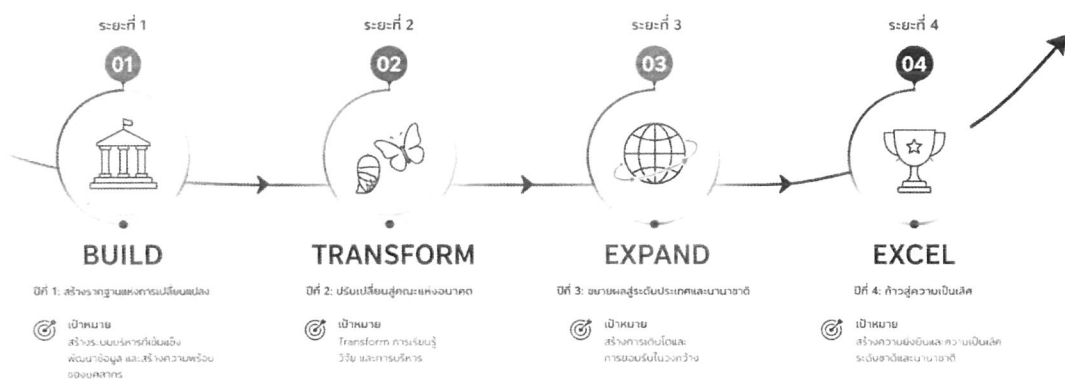 ระยะที่ 1
01
BUILD
ปีที่ 1: สร้างรากฐานแห่งการเปลี่ยนแปลง
เป้าหมาย
สร้างระบบบริหารที่เข้มแข็ง
พัฒนาข้อมูล และสร้างความพร้อม
ของบุคลากร
ระยะที่ 2
02
TRANSFORM
ปีที่ 2: ปรับเปลี่ยนสู่คณะแห่งอนาคต
เป้าหมาย
Transform การเรียนรู้
วิจัย และการบริหาร
ระยะที่ 3
03
EXPAND
ปีที่ 3: ขยายผลสู่ระดับประเทศและนานาชาติ
เป้าหมาย
สร้างการเติบโตและ
การยอมรับในวงกว้าง
ระยะที่ 4
04
EXCEL
ปีที่ 4: ก้าวสู่ความเป็นเลิศ
เป้าหมาย
สร้างความยั่งยืนและความเป็นเลิศ
ระดับชาติและนานาชาติ